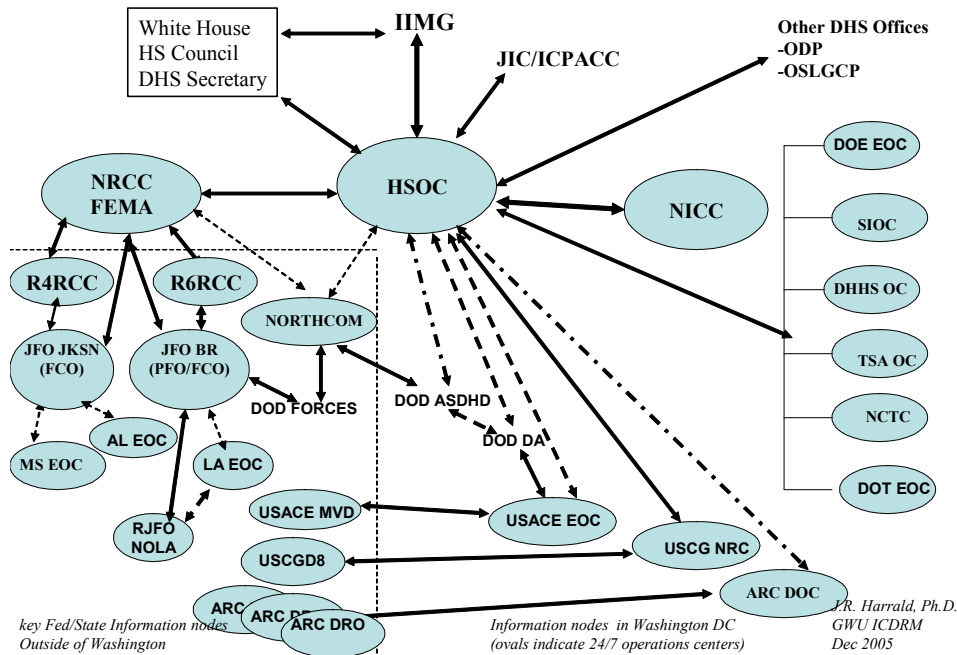 White House
HS Council
DHS Secretary
IIMG
JIC/ICPACC
Other DHS Offices
-ODP
-OSLGCP
NRCC
FEMA
HSOC
NICC
DOE EOC
SIOC
DHHS OC
TSA OC
NCTC
DOT EOC
R4RCC
R6RCC
NORTHCOM
JFO JKSN
(FCO)
JFO BR
(PFO/FCO)
DOD FORCES
DOD ASDHD
DOD DA
AL EOC
MS EOC
LA EOC
RJFO
NOLA
USACE MVD
USACE EOC
USCGD8
USCG NRC
ARC
ARC
ARC DRO
ARC DOC
key Fed/State Information nodes
Outside of Washington
Information nodes in Washington DC
(ovals indicate 24/7 operations centers)
J.R. Harrald, Ph.D.
GWU ICDRM
Dec 2005